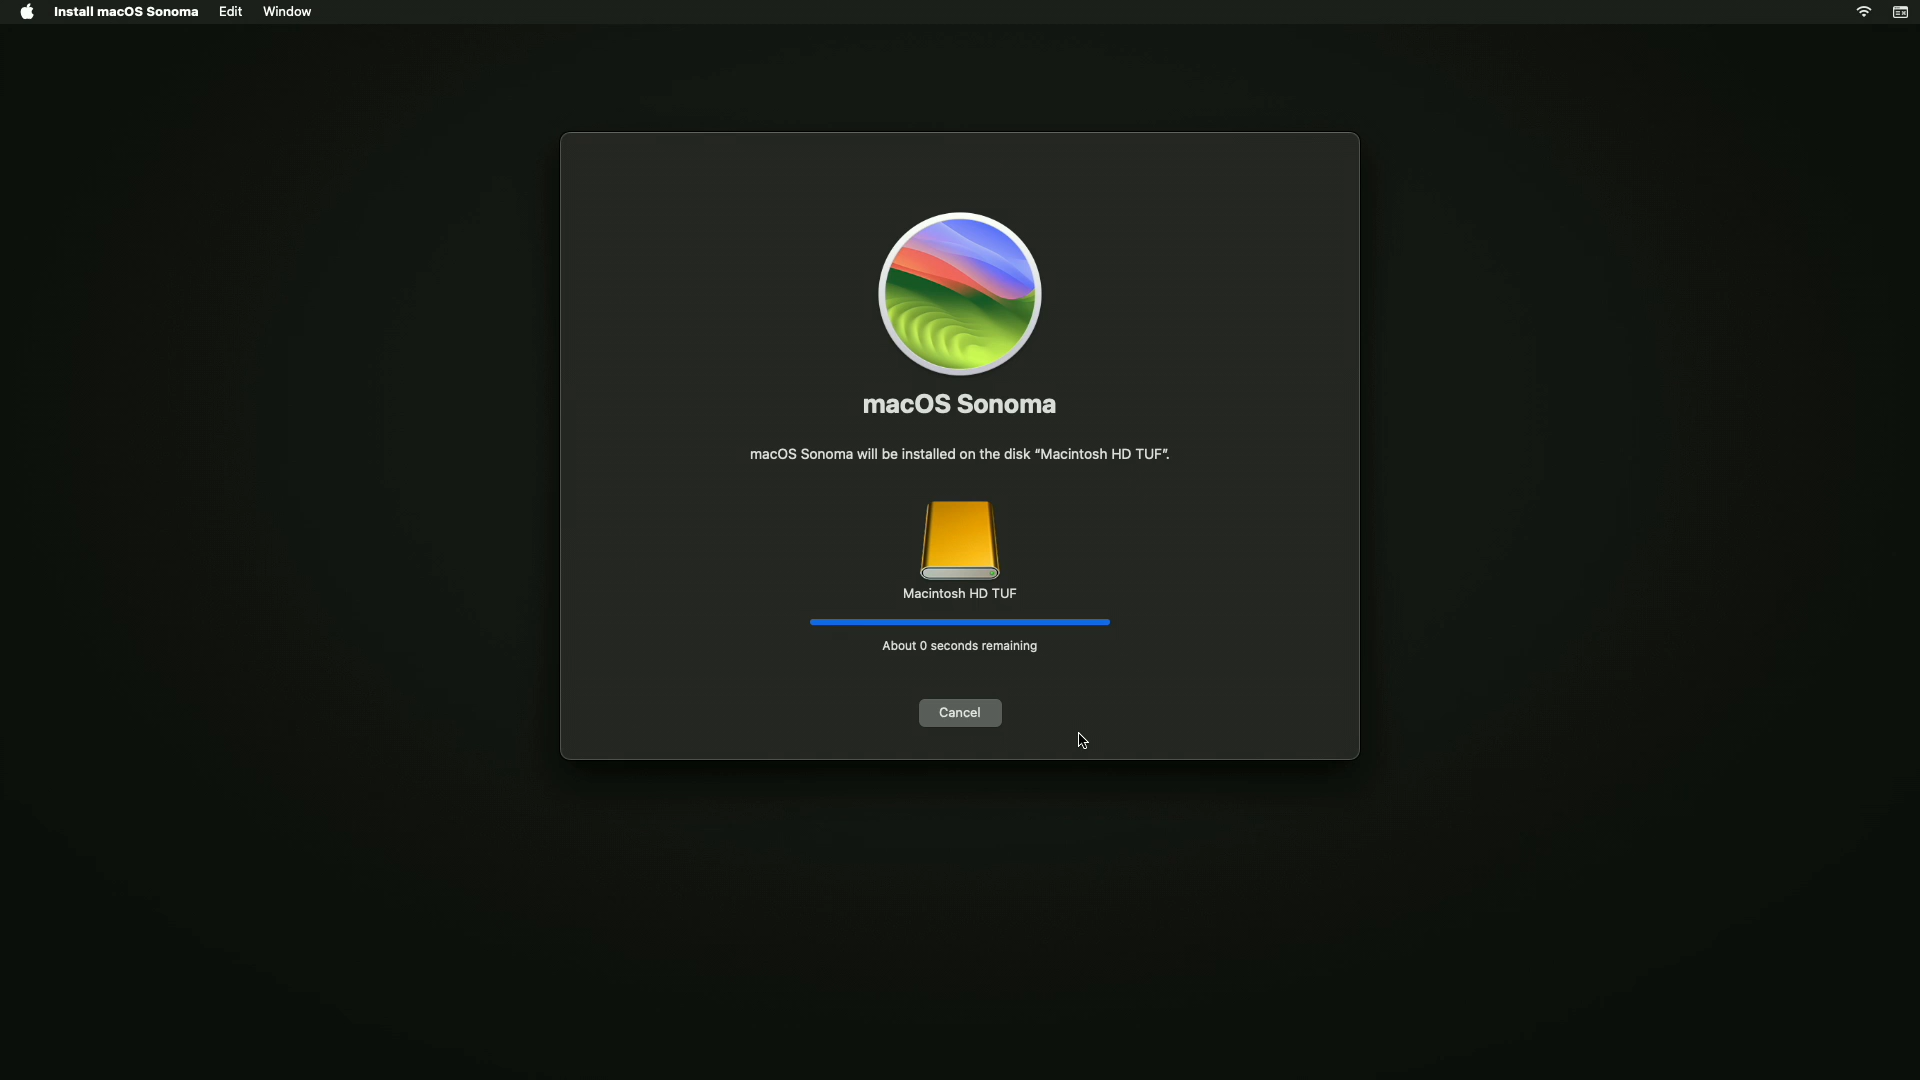 Install macOS Sonoma Edit Window
macOS Sonoma
macOS Sonoma will be installed on the disk “Macintosh HD TUF”.
Macintosh HD TUF
About 0 seconds remaining
Cancel